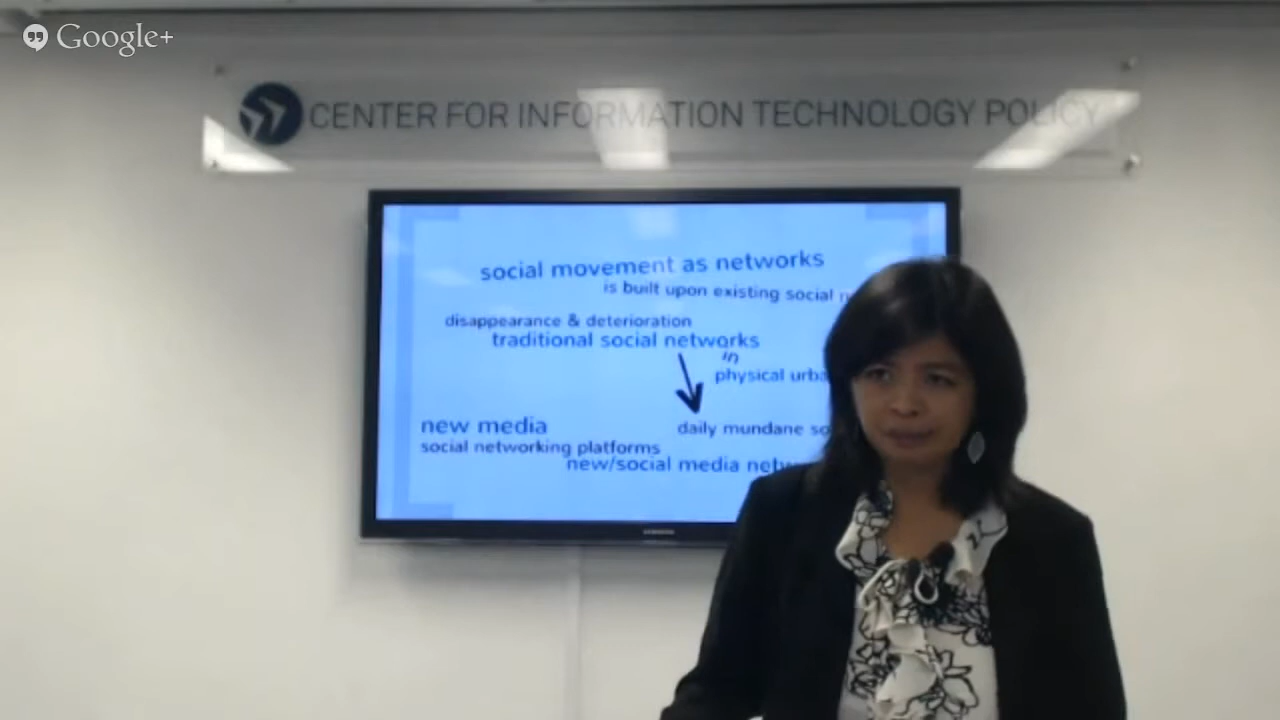 Google+
CENTER FOR INFORMATION TECHNOLOGY POLICY
social movement as networks
is built upon existing social
disappearance & deterioration
traditional social networks
in
physical
new media
daily mundane
social networking platforms
new/social media
SAMSUNG